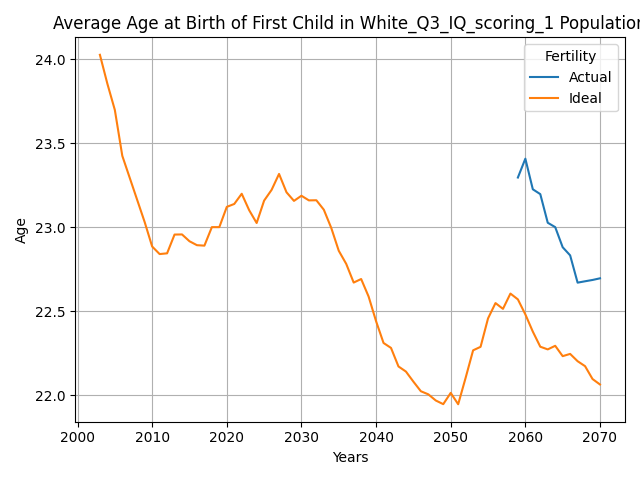 Average Age at Birth of First Child in White_Q3_IQ_scoring_1 Population
Fertility
Actual
Ideal
24.0
23.5
23.0
22.5
22.0
Age
2000
2010
2020
2030
2040
2050
2060
2070
Years